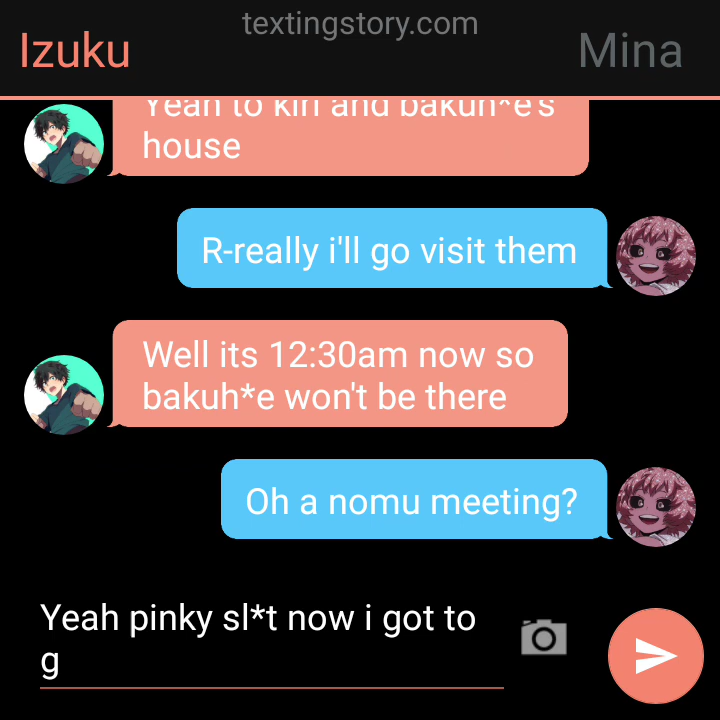 textingstory.com
Izuku
Mina
Yeah to kiri and bakuh*e's
house
R-really i'll go visit them
Well its 12:30am now so
bakuh*e won't be there
Oh a nomu meeting?
Yeah pinky sl*t now i got to
g